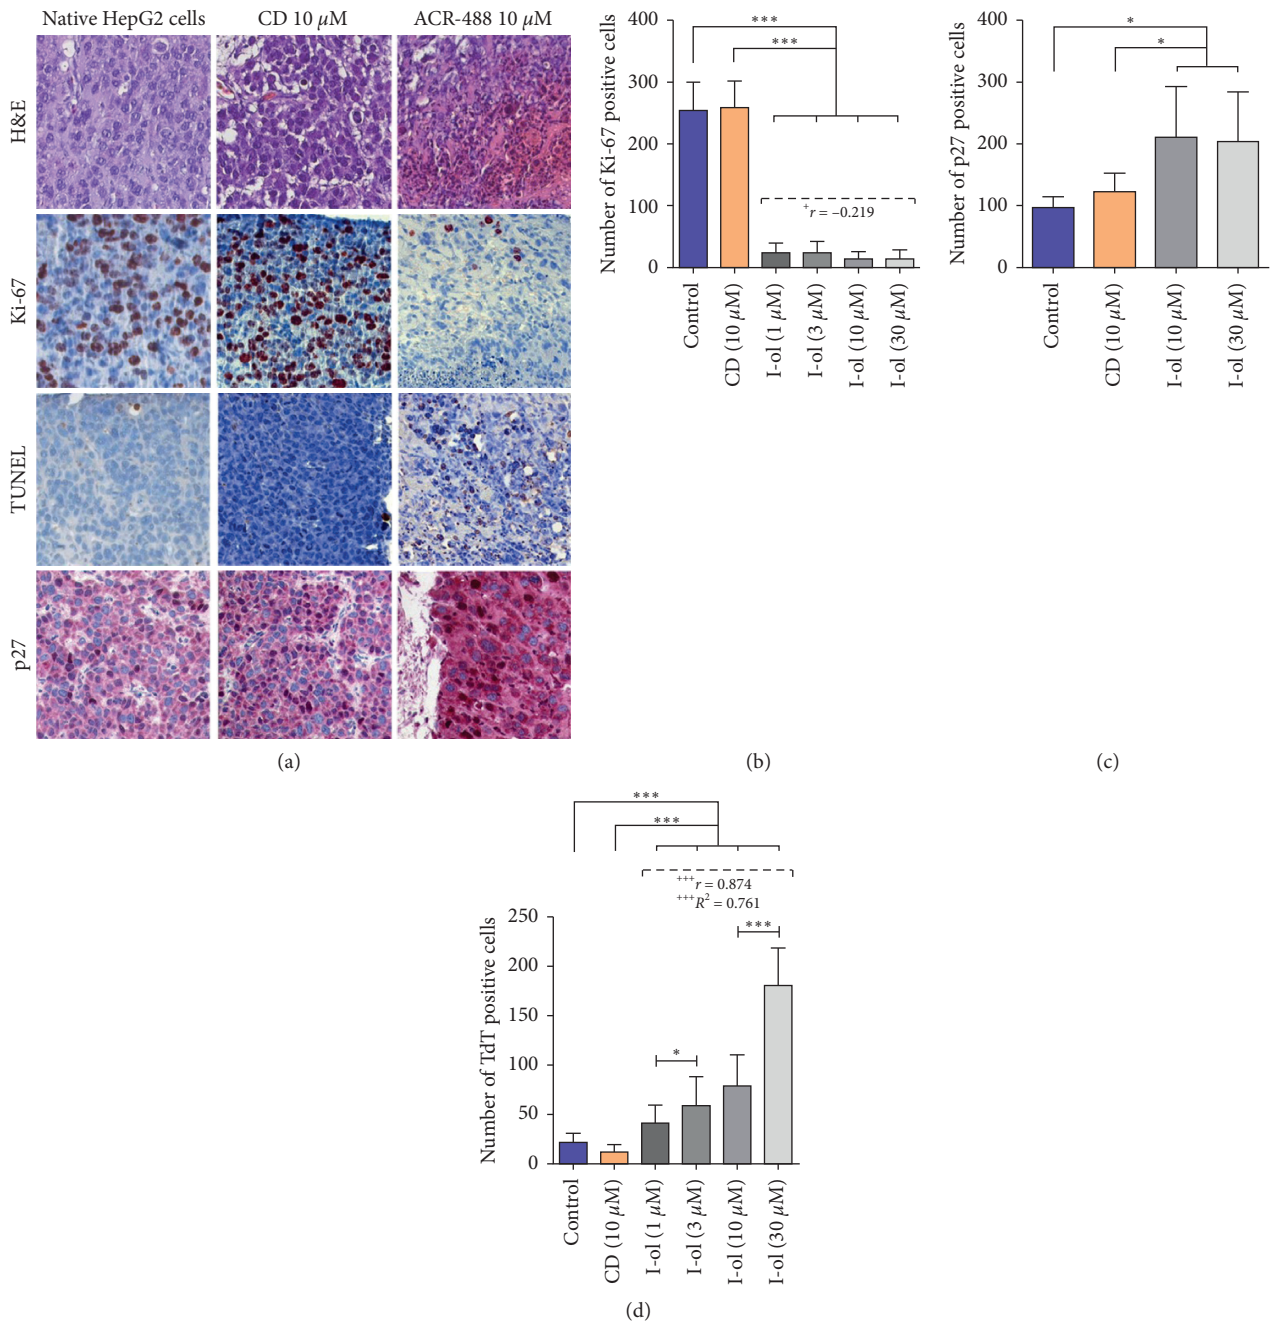 Native HepG2 cells
CD 10 μM
ACR-488 10 μM
H&E
Ki-67
TUNEL
p27
(a)
Number of Ki-67 positive cells
400
300
200
100
0
***
***
+r = –0.219
Control
CD (10 μM)
I-ol (1 μM)
I-ol (3 μM)
I-ol (10 μM)
I-ol (30 μM)
(b)
Number of p27 positive cells
400
300
200
100
0
*
*
Control
CD (10 μM)
I-ol (10 μM)
I-ol (30 μM)
(c)
***
***
+++r = 0.874
+++R² = 0.761
***
*
Number of TdT positive cells
250
200
150
100
50
0
Control
CD (10 μM)
I-ol (1 μM)
I-ol (3 μM)
I-ol (10 μM)
I-ol (30 μM)
(d)